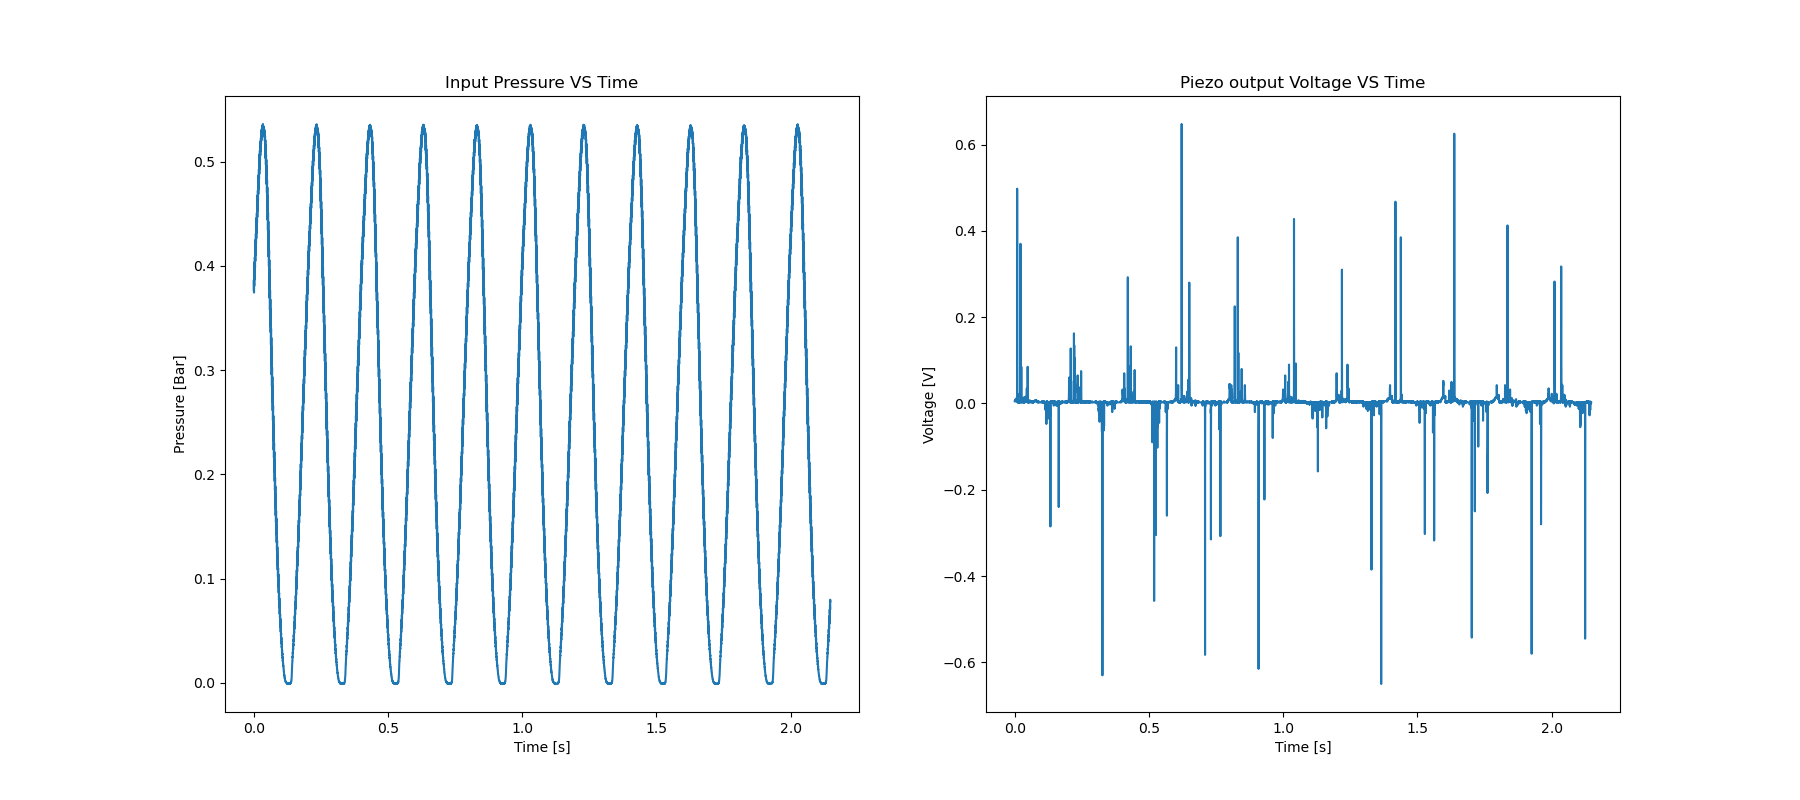 Input Pressure VS Time
Pressure [Bar]
0.5
0.4
0.3
0.2
0.1
0.0
0.0 0.5 1.0 1.5 2.0
Time [s]
Piezo output Voltage VS Time
Voltage [V]
0.6
0.4
0.2
0.0
−0.2
−0.4
−0.6
0.0 0.5 1.0 1.5 2.0
Time [s]